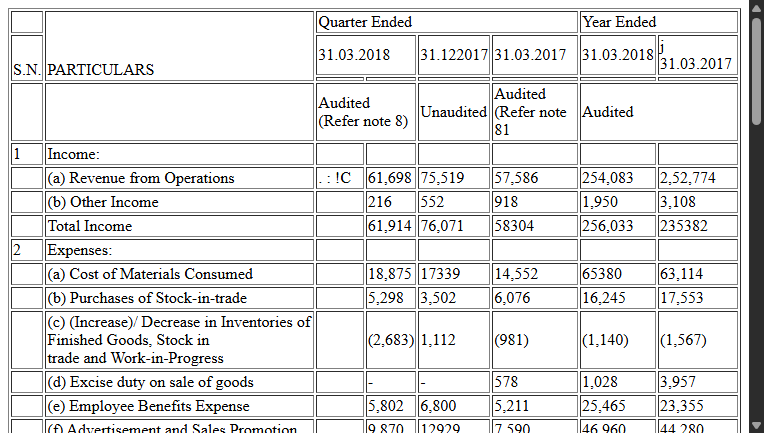 Quarter Ended Year Ended
S.N. PARTICULARS 31.03.2018 31.122017 31.03.2017 31.03.2018 j
31.03.2017
Audited
(Refer note 8) Unaudited Audited
(Refer note
81 Audited
1 Income:
(a) Revenue from Operations . : !C 61,698 75,519 57,586 254,083 2,52,774
(b) Other Income 216 552 918 1,950 3,108
Total Income 61,914 76,071 58304 256,033 235382
2 Expenses:
(a) Cost of Materials Consumed 18,875 17339 14,552 65380 63,114
(b) Purchases of Stock-in-trade 5,298 3,502 6,076 16,245 17,553
(c) (Increase)/ Decrease in Inventories of
Finished Goods, Stock in
trade and Work-in-Progress (2,683) 1,112 (981) (1,140) (1,567)
(d) Excise duty on sale of goods - - 578 1,028 3,957
(e) Employee Benefits Expense 5,802 6,800 5,211 25,465 23,355
(f) Advertisement and Sales Promotion 9,870 12929 7,590 46,960 44,280